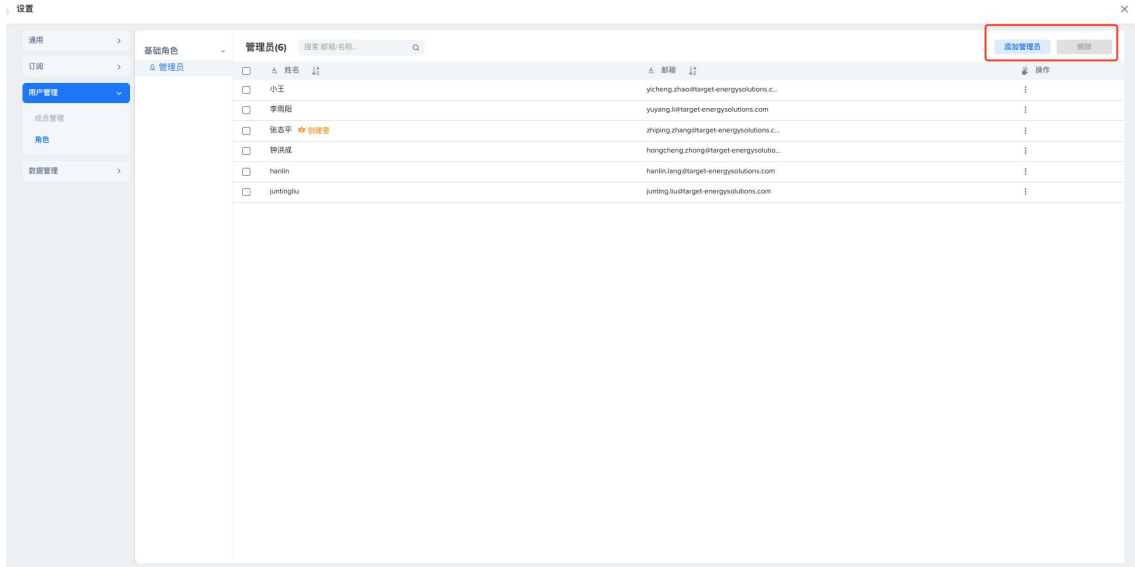 设置
通用
订阅
用户管理
成员管理
角色
数据管理
基础角色
管理员
管理员(6) 搜索 邮箱/名称... 添加管理员 删除
姓名 邮箱 操作
小王 yicheng.zhao@target-energysolutions.c...
李雨阳 yuyang.li@target-energysolutions.com
张志平 创建者 zhiping.zhang@target-energysolutions.c...
钟洪成 hongcheng.zhong@target-energysolutio...
hanlin hanlin.lang@target-energysolutions.com
juntingliu junting.liu@target-energysolutions.com